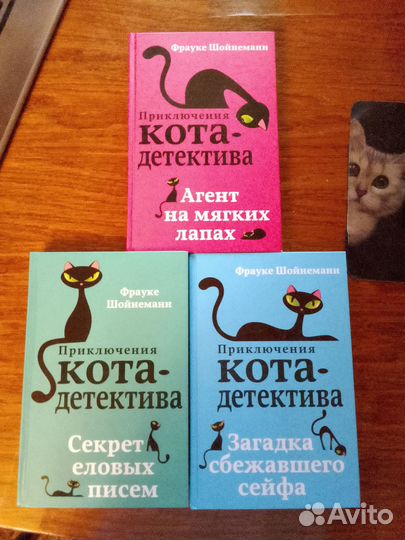 Фрауке Шойнеманн
Приключения
кота-
детектива
Агент
на мягких
лапах
Фрауке
Шойнеманн
Приключения
кота-
детектива
Секрет
еловых
писем
Фрауке Шойнеманн
Приключения
кота-
детектива
Загадка
сбежавшего
сейфа
Avito